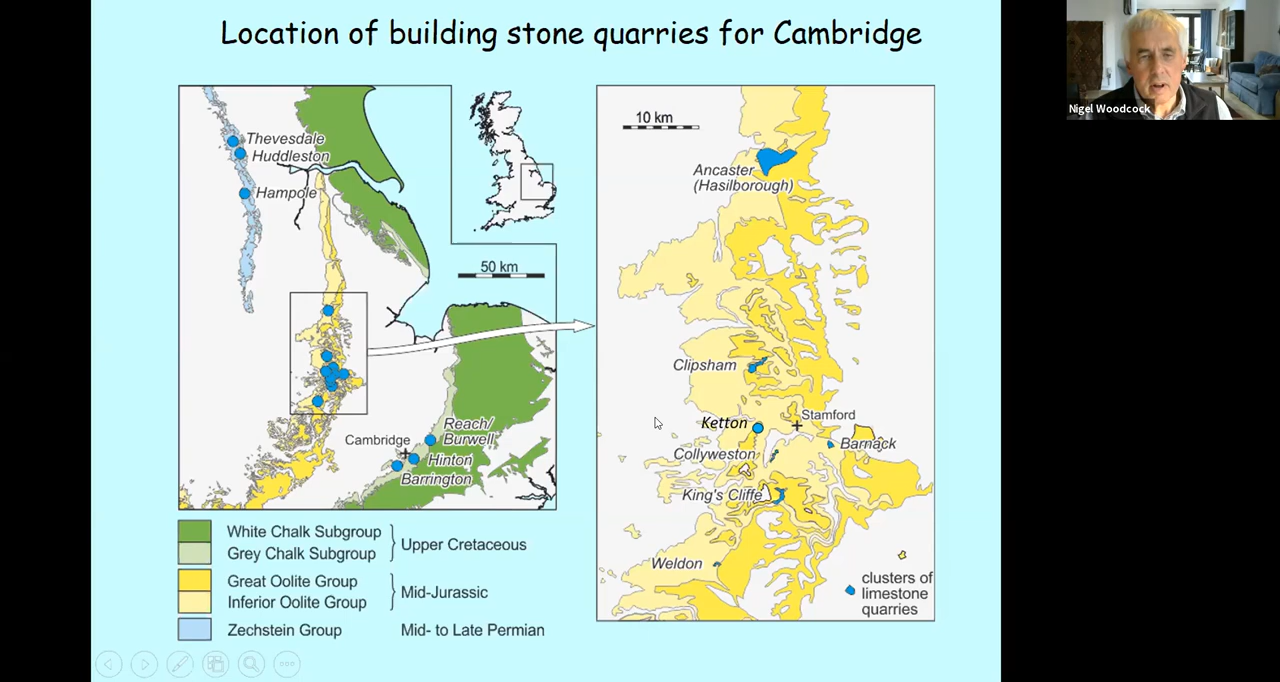 Location of building stone quarries for Cambridge
Nigel Woodcock
Thevesdale
Huddleston
Hampole
50 km
Cambridge
Reach/
Burwell
Hinton
Barrington
10 km
Ancaster
(Hasilborough)
Clipsham
Ketton
Stamford
Collyweston
Barnack
King's Cliffe
Weldon
clusters of
limestone
quarries
White Chalk Subgroup
Grey Chalk Subgroup
Upper Cretaceous
Great Oolite Group
Inferior Oolite Group
Mid-Jurassic
Zechstein Group
Mid- to Late Permian